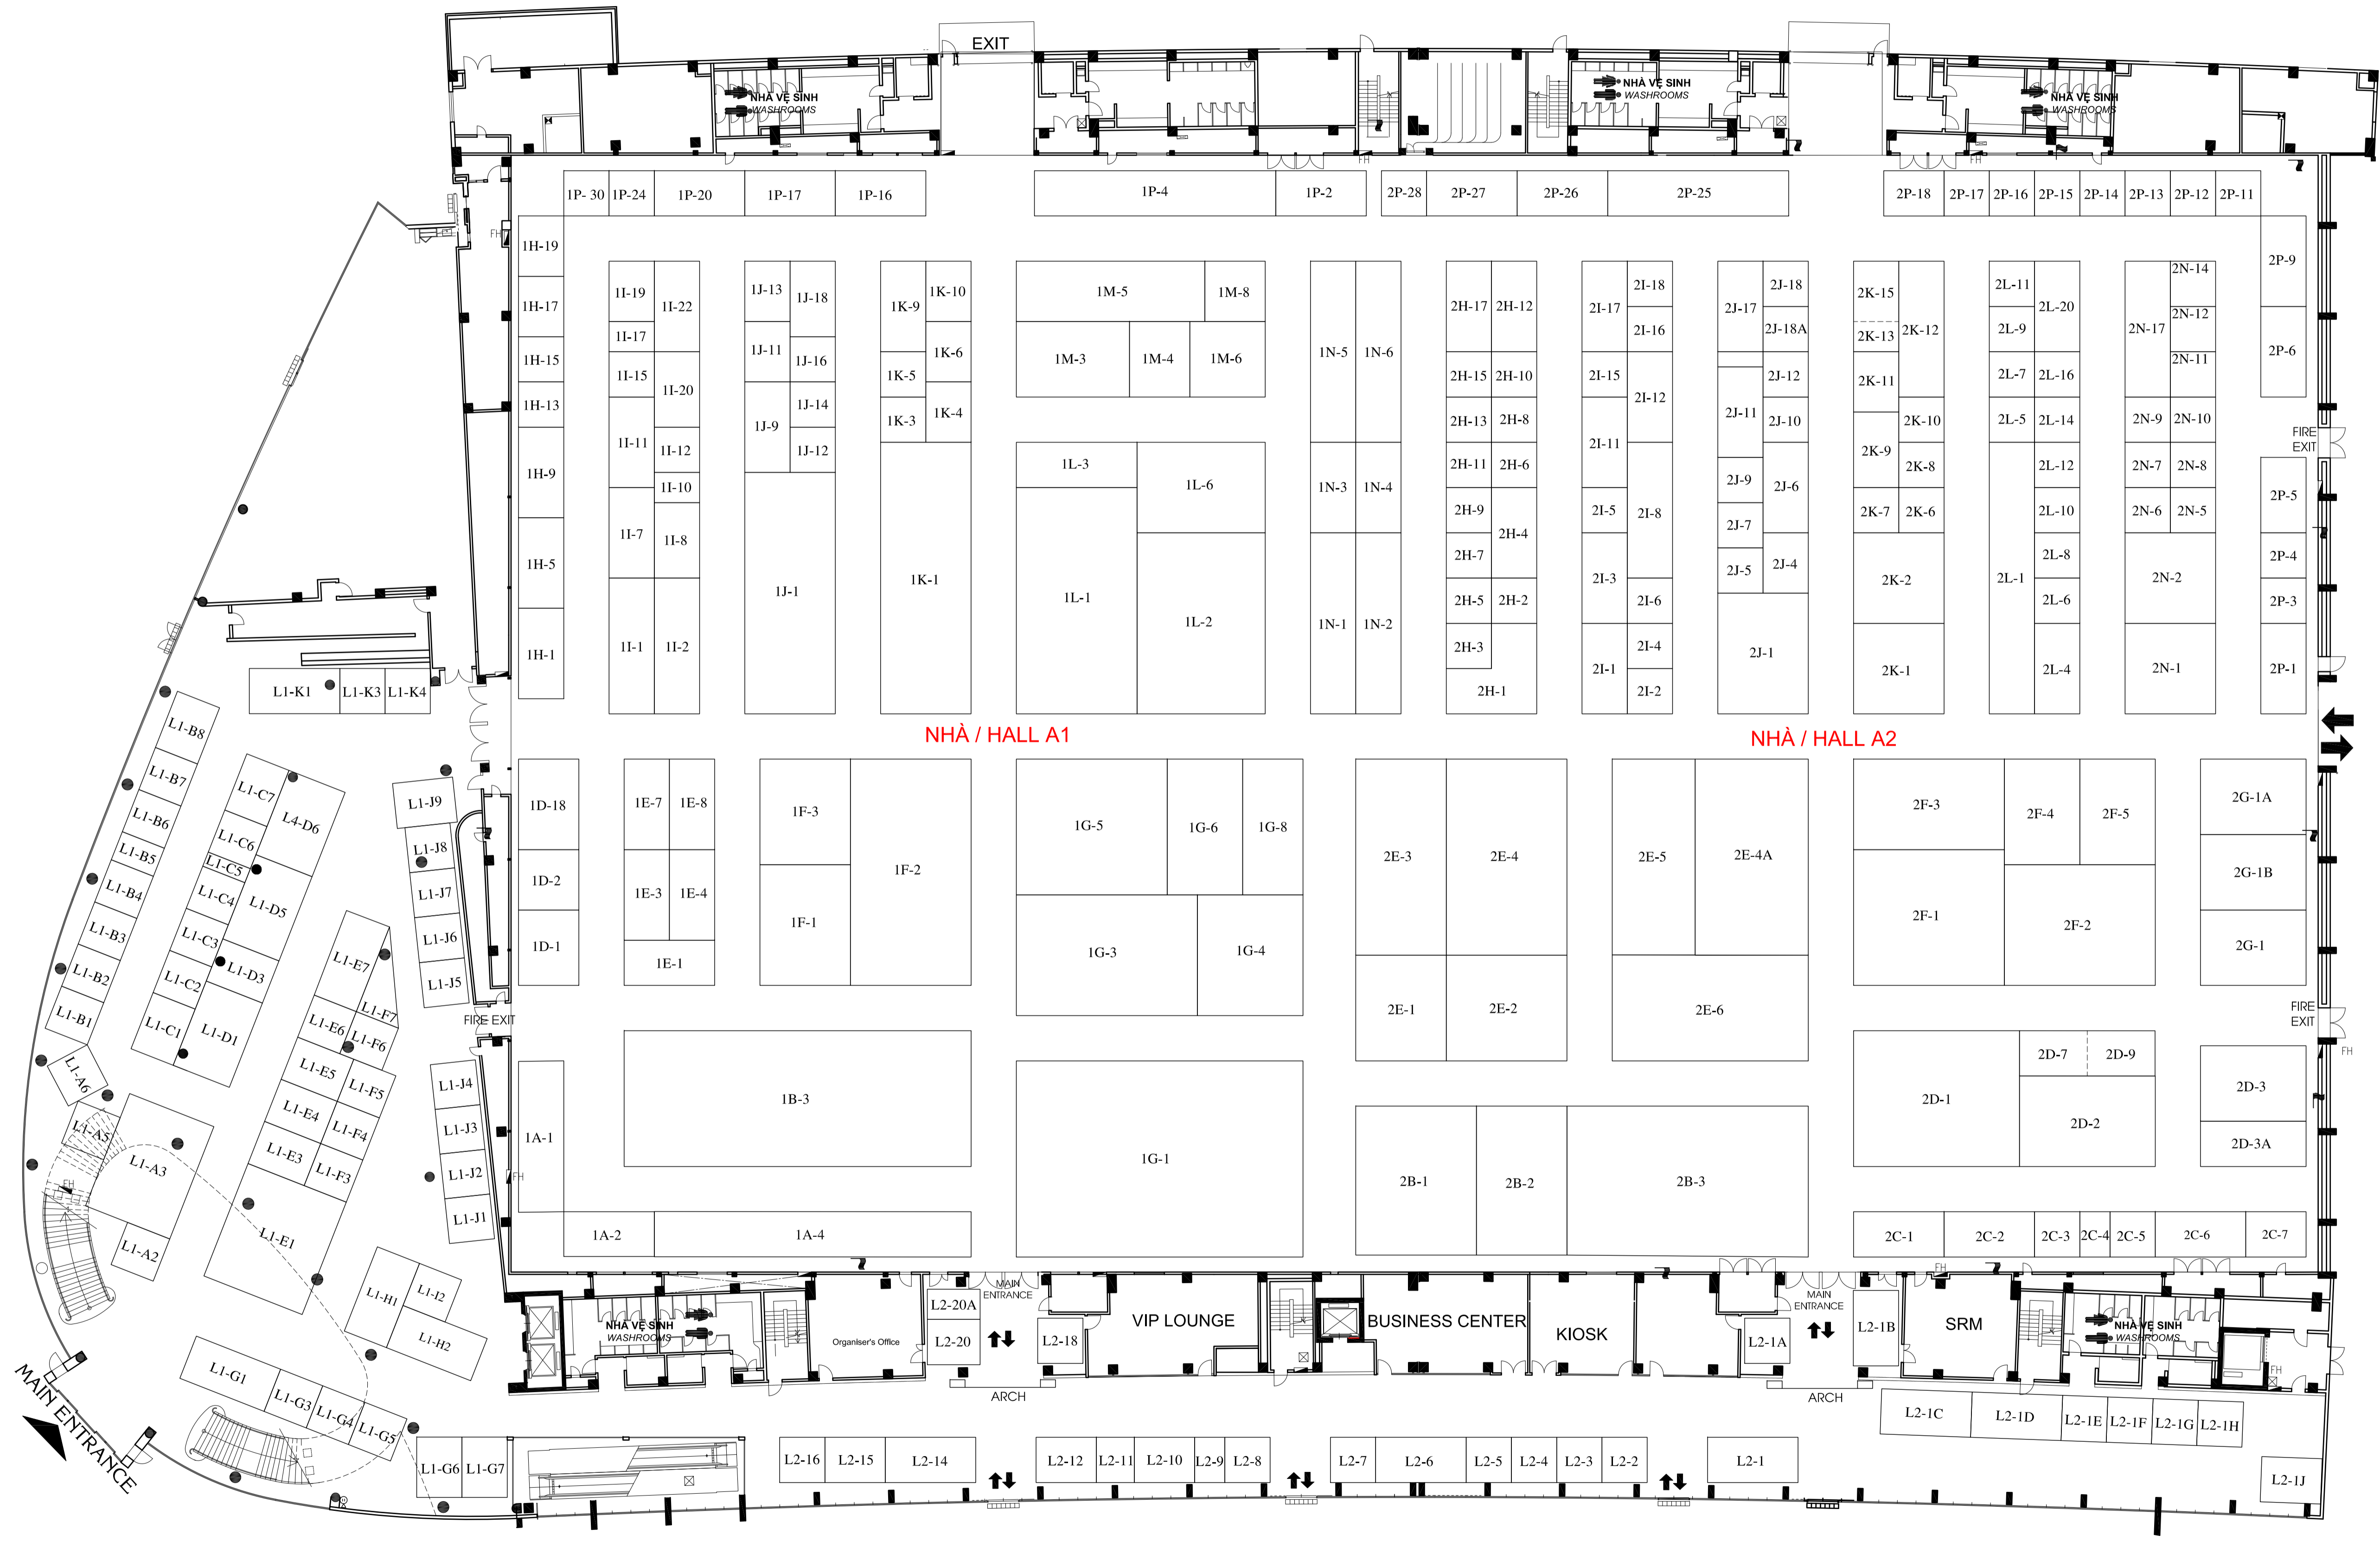 EXIT
NHÀ VỆ SINH
WASHROOMS
NHÀ VỆ SINH
WASHROOMS
NHÀ VỆ SINH
WASHROOMS
FH
FH
1P- 30
1P-24
1P-20
1P-17
1P-16
1P-4
1P-2
2P-28
2P-27
2P-26
2P-25
2P-18
2P-17
2P-16
2P-15
2P-14
2P-13
2P-12
2P-11
FH
1H-19
1H-17
1H-15
1H-13
1H-9
1H-5
1H-1
1I-19
1I-17
1I-15
1I-11
1I-7
1I-1
1I-22
1I-20
1I-12
1I-10
1I-8
1I-2
1J-13
1J-11
1J-9
1J-18
1J-16
1J-14
1J-12
1J-1
1K-9
1K-5
1K-3
1K-10
1K-6
1K-4
1K-1
1M-5
1M-8
1M-3
1M-4
1M-6
1L-3
1L-6
1L-1
1L-2
1N-5
1N-6
1N-3
1N-4
1N-1
1N-2
2H-17
2H-12
2H-15
2H-10
2H-13
2H-8
2H-11
2H-6
2H-9
2H-4
2H-7
2H-5
2H-2
2H-3
2H-1
2I-17
2I-18
2I-16
2I-15
2I-12
2I-11
2I-5
2I-8
2I-3
2I-6
2I-1
2I-4
2I-2
2J-17
2J-18
2J-18A
2J-12
2J-11
2J-10
2J-9
2J-6
2J-7
2J-5
2J-4
2J-1
2K-15
2K-13
2K-12
2K-11
2K-10
2K-9
2K-8
2K-7
2K-6
2K-2
2K-1
2L-11
2L-9
2L-20
2L-7
2L-16
2L-5
2L-14
2L-12
2L-10
2L-1
2L-8
2L-6
2L-4
2N-14
2N-17
2N-12
2N-11
2N-9
2N-10
2N-7
2N-8
2N-6
2N-5
2N-2
2N-1
2P-9
2P-6
FIRE
EXIT
2P-5
2P-4
2P-3
2P-1
NHÀ / HALL A1
NHÀ / HALL A2
L1-K1
L1-K3
L1-K4
L1-B8
L1-B7
L1-B6
L1-B5
L1-B4
L1-B3
L1-B2
L1-B1
L1-C7
L1-C6
L1-C5
L1-C4
L1-C3
L1-C2
L1-C1
L4-D6
L1-D5
L1-D3
L1-D1
L1-E7
L1-F7
L1-E6
L1-F6
L1-E5
L1-F5
L1-E4
L1-F4
L1-E3
L1-F3
L1-E1
L1-J9
L1-J8
L1-J7
L1-J6
L1-J5
FIRE EXIT
L1-J4
L1-J3
L1-J2
L1-J1
FH
L1-A6
L1-A5
L1-A3
L1-A2
FH
L1-H1
L1-I2
L1-H2
L1-G1
L1-G3
L1-G4
L1-G5
L1-G6
L1-G7
MAIN ENTRANCE
1D-18
1D-2
1D-1
1E-7
1E-8
1E-3
1E-4
1E-1
1F-3
1F-1
1F-2
1G-5
1G-6
1G-8
1G-3
1G-4
2E-3
2E-4
2E-1
2E-2
2E-5
2E-4A
2E-6
2F-3
2F-4
2F-5
2F-1
2F-2
2G-1A
2G-1B
2G-1
FIRE
EXIT
FH
1A-1
1B-3
1A-2
1A-4
1G-1
2B-1
2B-2
2B-3
2D-7
2D-9
2D-1
2D-2
2D-3
2D-3A
2C-1
2C-2
2C-3
2C-4
2C-5
2C-6
2C-7
NHÀ VỆ SINH
WASHROOMS
Organiser's Office
L2-20A
L2-20
MAIN
ENTRANCE
L2-18
VIP LOUNGE
BUSINESS CENTER
KIOSK
L2-1A
MAIN
ENTRANCE
L2-1B
FH
SRM
NHÀ VỆ SINH
WASHROOMS
FH
ARCH
ARCH
L2-1C
L2-1D
L2-1E
L2-1F
L2-1G
L2-1H
L2-1J
L2-16
L2-15
L2-14
L2-12
L2-11
L2-10
L2-9
L2-8
L2-7
L2-6
L2-5
L2-4
L2-3
L2-2
L2-1